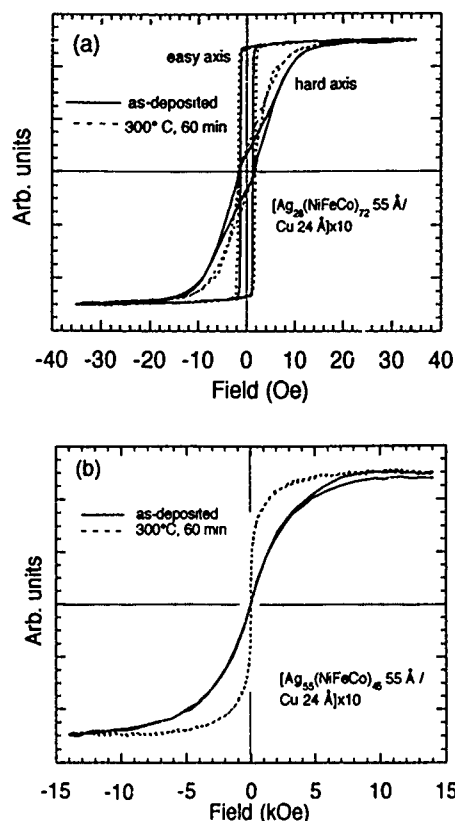 (a)
easy axis
hard axis
as-deposited
300° C, 60 min
Arb. units
[Ag₂₈(NiFeCo)₇₂ 55 Å/
Cu 24 Å]x10
-40 -30 -20 -10 0 10 20 30 40
Field (Oe)
(b)
as-deposited
300°C, 60 min
Arb. units
[Ag₅₅(NiFeCo)₄₅ 55 Å /
Cu 24 Å]x10
-15 -10 -5 0 5 10 15
Field (kOe)